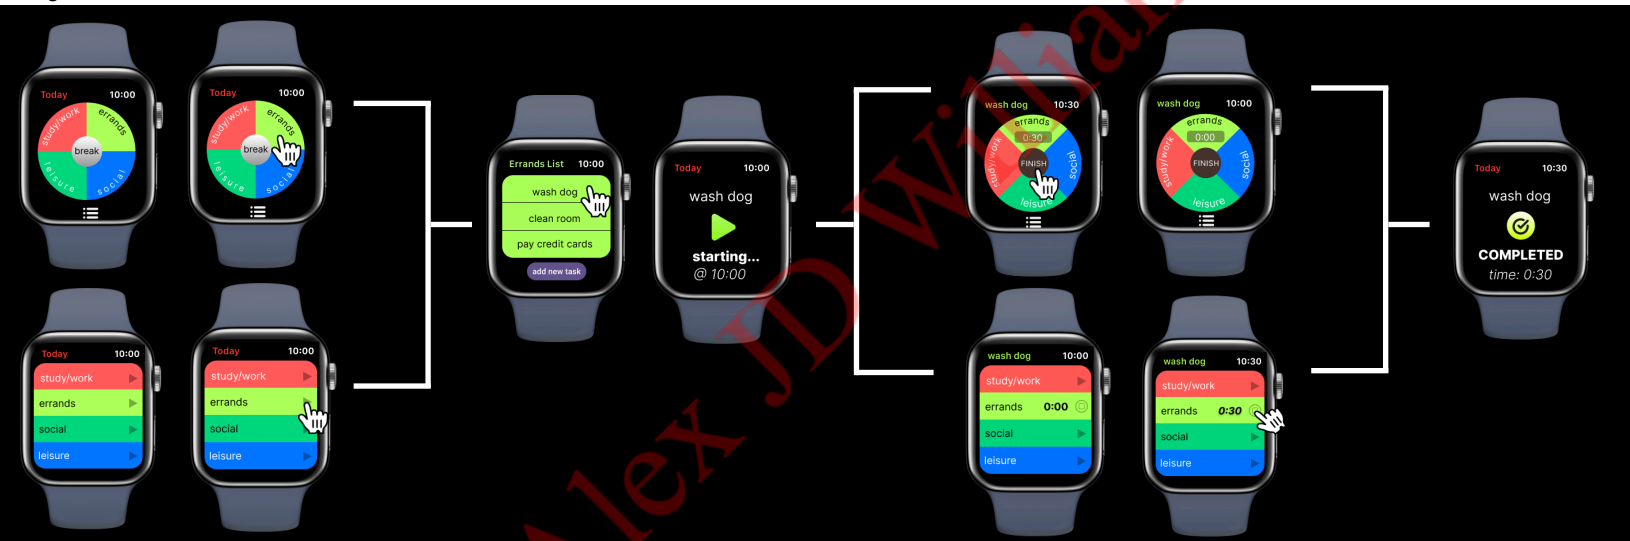 Today 10:00
study/work
errands
break
leisure
social
Today 10:00
study/work
errands
break
leisure
social
Today 10:00
study/work
errands
social
leisure
Today 10:00
study/work
errands
social
leisure
Errands List 10:00
wash dog
clean room
pay credit cards
add new task
Today 10:00
wash dog
starting...
@ 10:00
wash dog 10:30
errands
0:30
study/work
FINISH
social
leisure
wash dog 10:00
errands
0:00
study/work
FINISH
social
leisure
wash dog 10:00
study/work
errands 0:00
social
leisure
wash dog 10:30
study/work
errands 0:30
social
leisure
Today 10:30
wash dog
COMPLETED
time: 0:30
Alex JD Willia